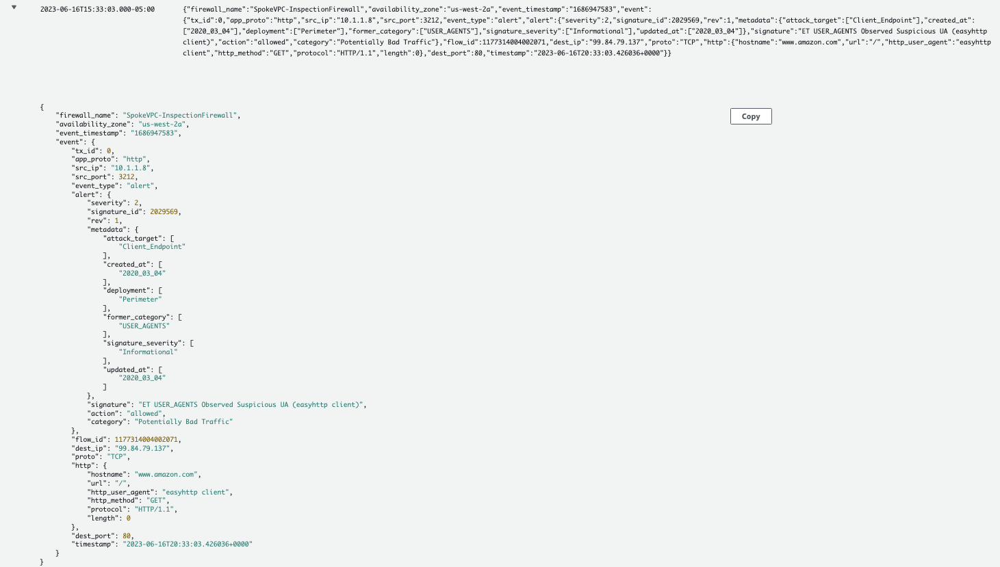 2023-06-16T15:33:03.000-05:00 {"firewall_name":"SpokeVPC-InspectionFirewall","availability_zone":"us-west-2a","event_timestamp":"1686947583","event":
{"tx_id":0,"app_proto":"http","src_ip":"10.1.1.8","src_port":3212,"event_type":"alert","alert":{"severity":2,"signature_id":2029569,"rev":1,"metadata":{"attack_target":["Client_Endpoint"],"created_at":
["2020_03_04"],"deployment":["Perimeter"],"former_category":["USER_AGENTS"],"signature_severity":["Informational"],"updated_at":["2020_03_04"]},"signature":"ET USER_AGENTS Observed Suspicious UA (easyhttp
client)","action":"allowed","category":"Potentially Bad Traffic"},"flow_id":1177314004002071,"dest_ip":"99.84.79.137","proto":"TCP","http":{"hostname":"www.amazon.com","url":"/","http_user_agent":"easyhttp
client","http_method":"GET","protocol":"HTTP/1.1","length":0},"dest_port":80,"timestamp":"2023-06-16T20:33:03.426036+0000"}}
{
"firewall_name": "SpokeVPC-InspectionFirewall",
Copy
"availability_zone": "us-west-2a",
"event_timestamp": "1686947583",
"event": {
"tx_id": 0,
"app_proto": "http",
"src_ip": "10.1.1.8",
"src_port": 3212,
"event_type": "alert",
"alert": {
"severity": 2,
"signature_id": 2029569,
"rev": 1,
"metadata": {
"attack_target": [
"Client_Endpoint"
],
"created_at": [
"2020_03_04"
],
"deployment": [
"Perimeter"
],
"former_category": [
"USER_AGENTS"
],
"signature_severity": [
"Informational"
],
"updated_at": [
"2020_03_04"
]
},
"signature": "ET USER_AGENTS Observed Suspicious UA (easyhttp client)",
"action": "allowed",
"category": "Potentially Bad Traffic"
},
"flow_id": 1177314004002071,
"dest_ip": "99.84.79.137",
"proto": "TCP",
"http": {
"hostname": "www.amazon.com",
"url": "/",
"http_user_agent": "easyhttp client",
"http_method": "GET",
"protocol": "HTTP/1.1",
"length": 0
},
"dest_port": 80,
"timestamp": "2023-06-16T20:33:03.426036+0000"
}
}